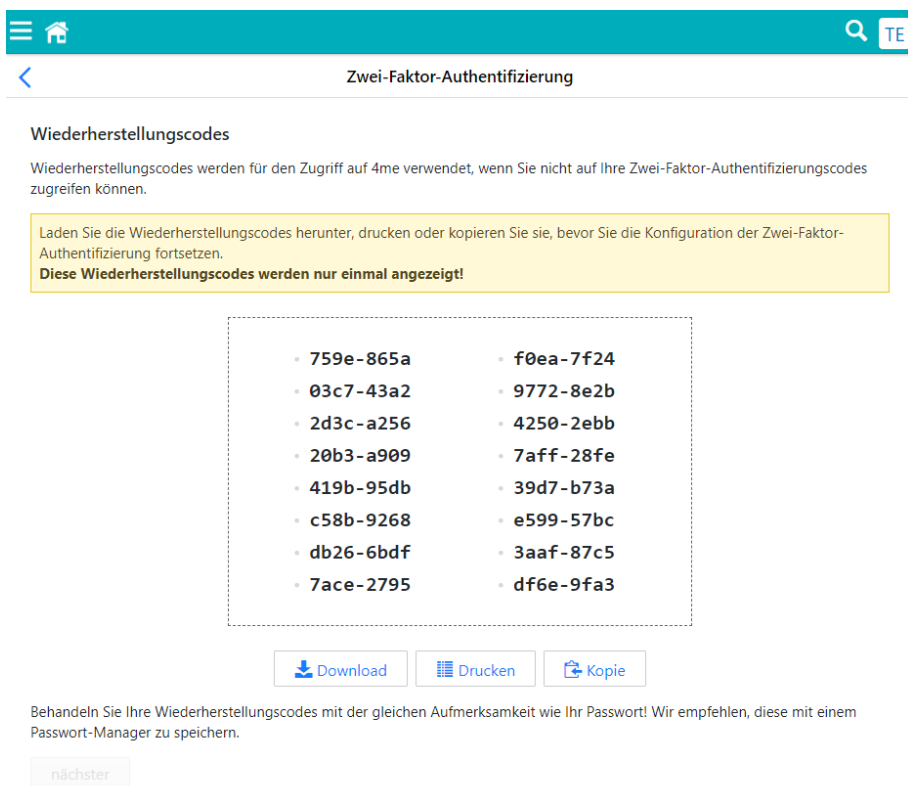 TE
Zwei-Faktor-Authentifizierung
Wiederherstellungscodes
Wiederherstellungscodes werden für den Zugriff auf 4me verwendet, wenn Sie nicht auf Ihre Zwei-Faktor-Authentifizierungscodes
zugreifen können.
Laden Sie die Wiederherstellungscodes herunter, drucken oder kopieren Sie sie, bevor Sie die Konfiguration der Zwei-Faktor-
Authentifizierung fortsetzen.
Diese Wiederherstellungscodes werden nur einmal angezeigt!
759e-865a f0ea-7f24
03c7-43a2 9772-8e2b
2d3c-a256 4250-2ebb
20b3-a909 7aff-28fe
419b-95db 39d7-b73a
c58b-9268 e599-57bc
db26-6bdf 3aaf-87c5
7ace-2795 df6e-9fa3
Download Drucken Kopie
Behandeln Sie Ihre Wiederherstellungscodes mit der gleichen Aufmerksamkeit wie Ihr Passwort! Wir empfehlen, diese mit einem
Passwort-Manager zu speichern.
nächster